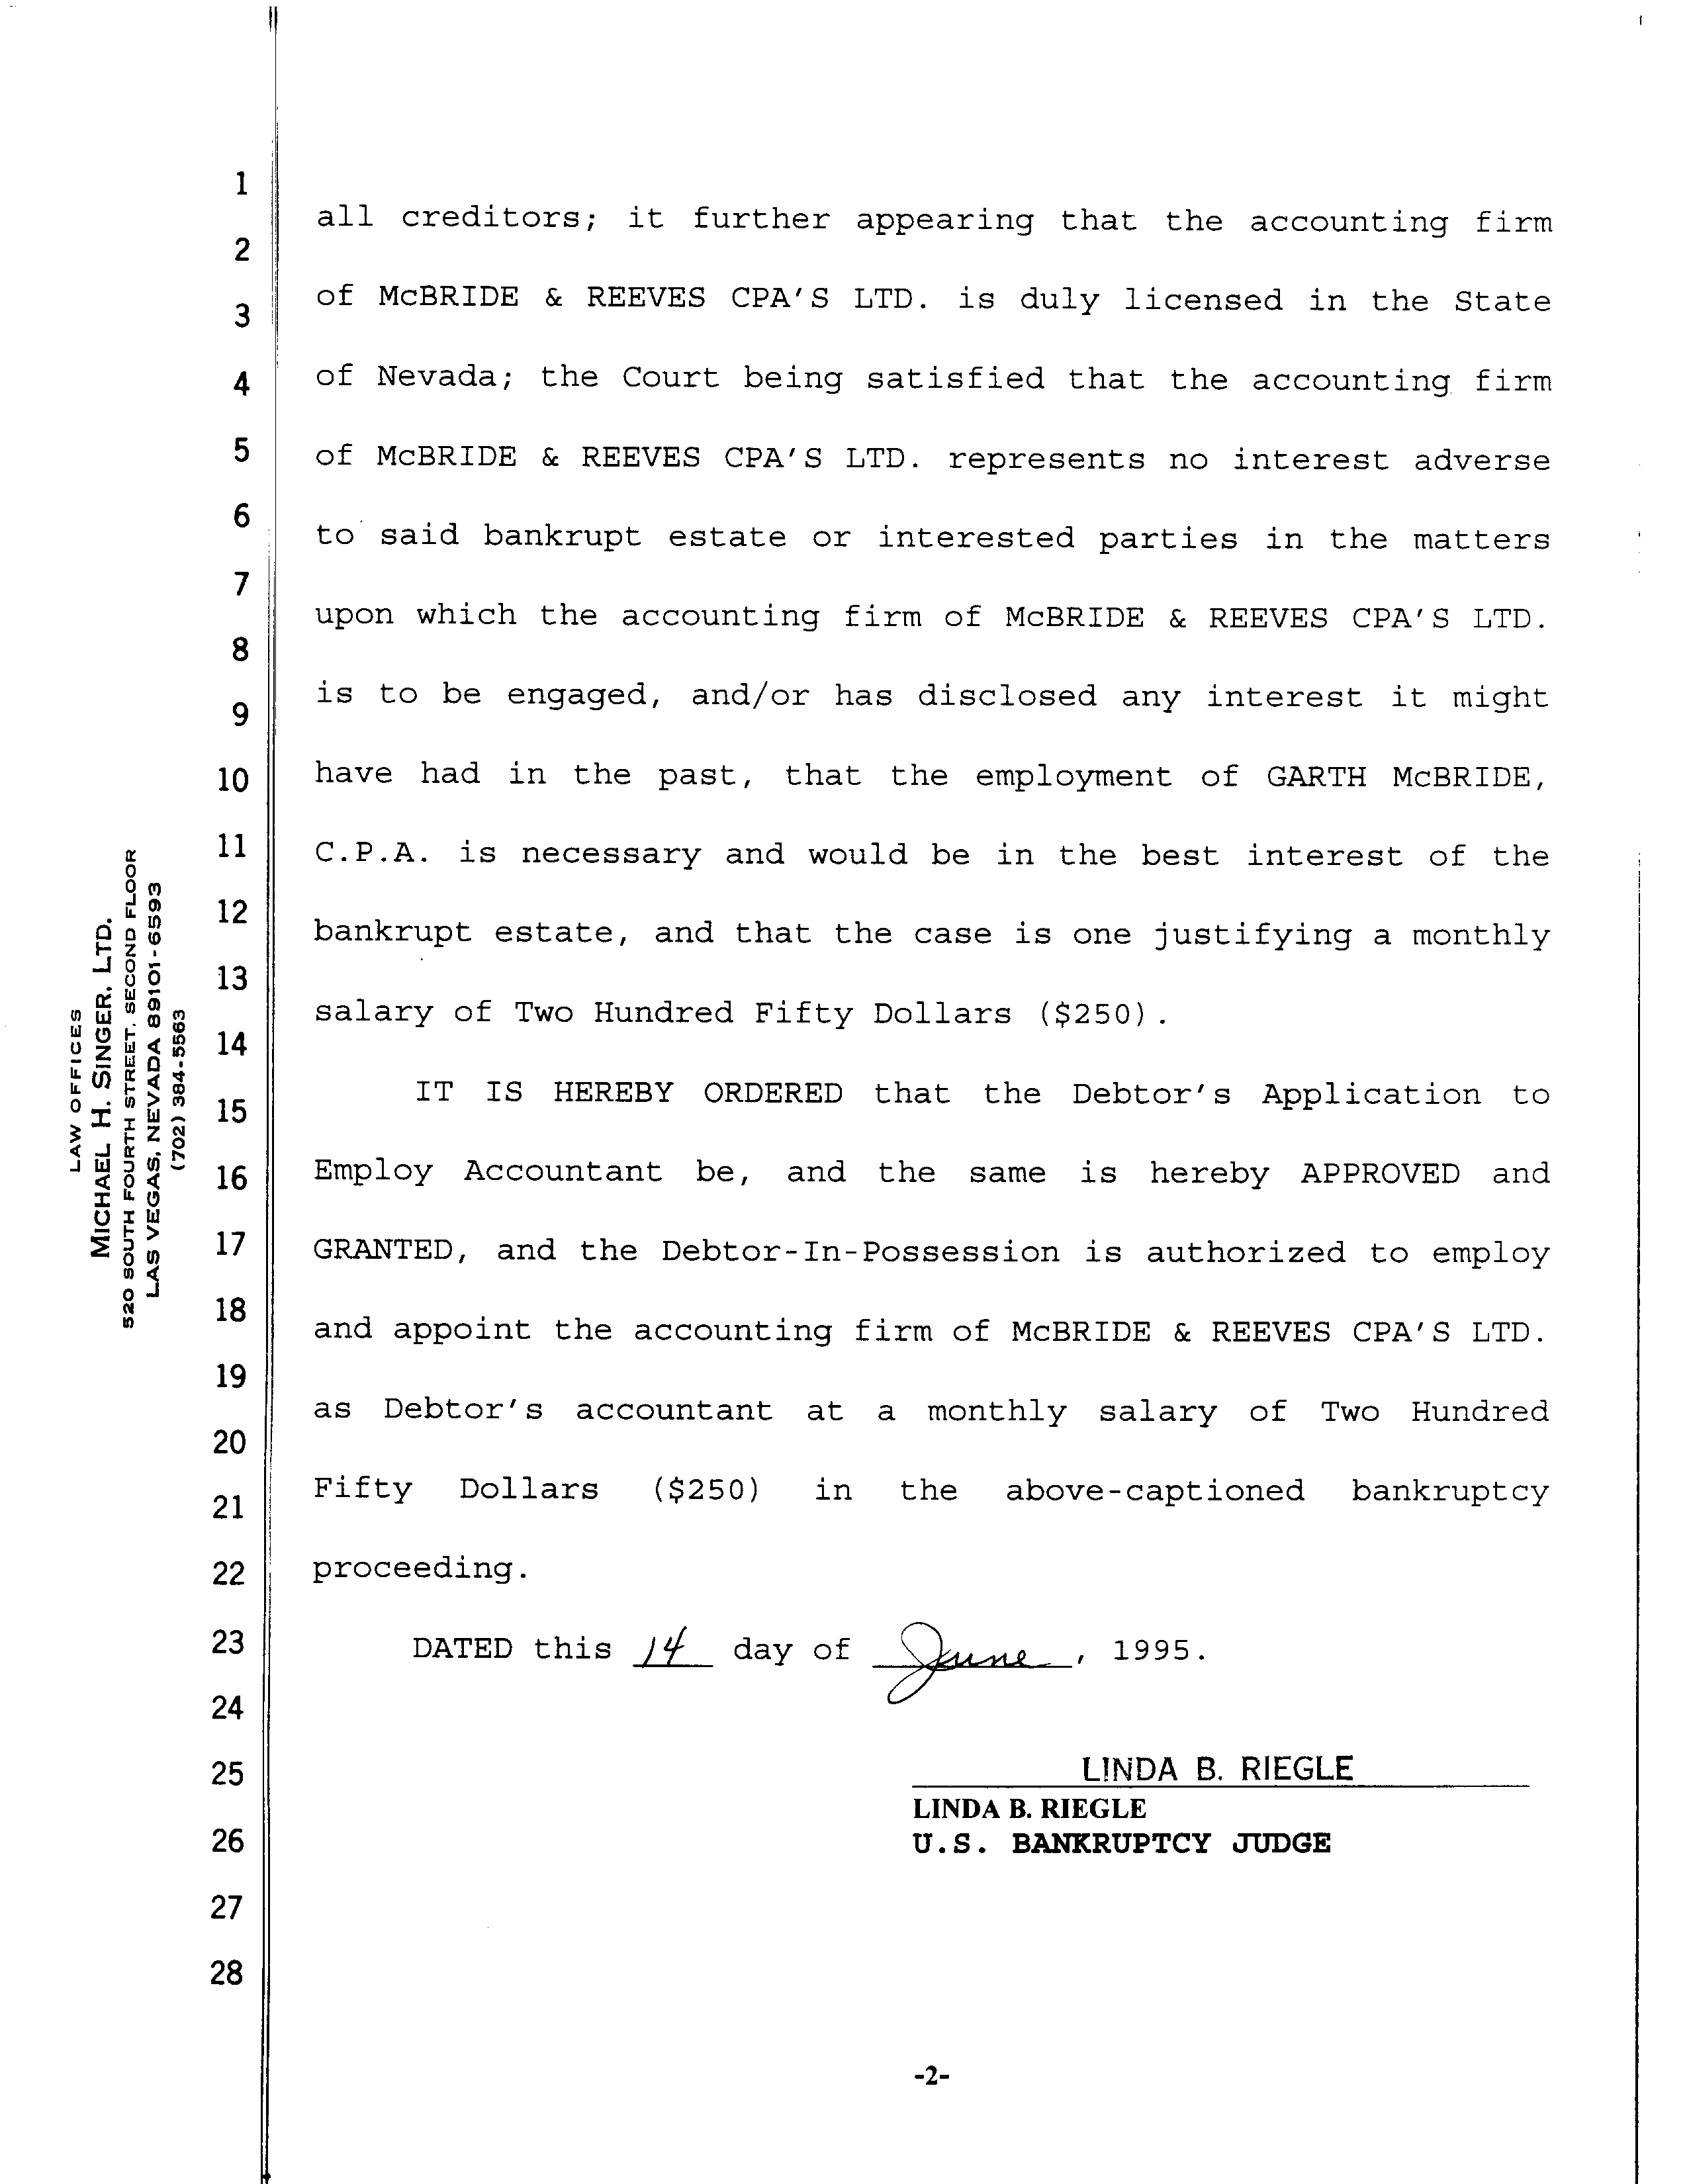 1
all creditors; it further appearing that the accounting firm
2
of McBRIDE & REEVES CPA'S LTD. is duly licensed in the State
3
of Nevada; the Court being satisfied that the accounting firm
4
of McBRIDE & REEVES CPA'S LTD. represents no interest adverse
5
6
to said bankrupt estate or interested parties in the matters
7
upon which the accounting firm of McBRIDE & REEVES CPA'S LTD.
8
is to be engaged, and/or has disclosed any interest it might
9
have had in the past, that the employment of GARTH McBRIDE,
10
C.P.A. is necessary and would be in the best interest of the
11
12
bankrupt estate, and that the case is one justifying a monthly
13
salary of Two Hundred Fifty Dollars ($250).
14
IT IS HEREBY ORDERED that the Debtor's Application to
15
Employ Accountant be, and the same is hereby APPROVED and
16
GRANTED, and the Debtor-In-Possession is authorized to employ
17
18
and appoint the accounting firm of McBRIDE & REEVES CPA'S LTD.
19
as Debtor's accountant at a monthly salary of Two Hundred
20
Fifty Dollars ($250) in the above-captioned bankruptcy
21
proceeding.
22
23
DATED this 14 day of June, 1995.
24
25
LINDA B. RIEGLE
LINDA B. RIEGLE
26
U.S. BANKRUPTCY JUDGE
27
28
-2-
LAW OFFICES
MICHAEL H. SINGER, LTD.
520 SOUTH FOURTH STREET, SECOND FLOOR
LAS VEGAS, NEVADA 89101-6593
(702) 384-5563